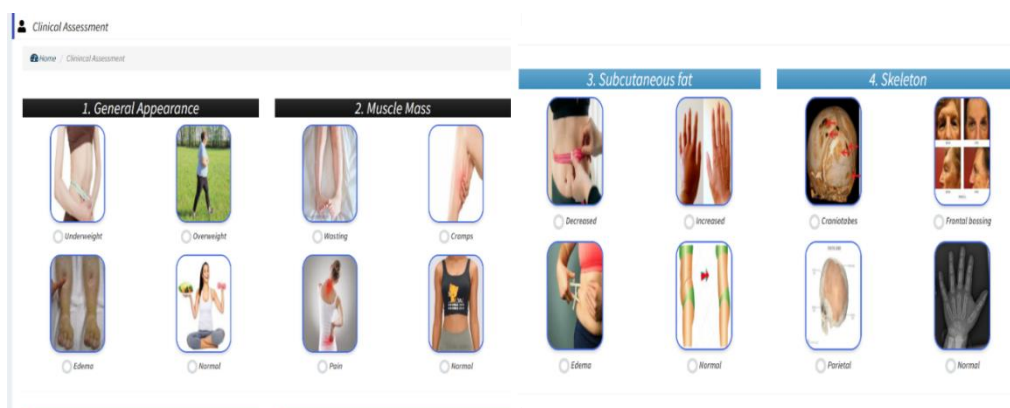 Clinical Assessment
Home / Clinincal Assessment
1. General Appearance
2. Muscle Mass
Underweight
Overweight
Wasting
Cramps
Edema
Normal
Pain
Normal
3. Subcutaneous fat
4. Skeleton
Decreased
Increased
Craniotabes
Frontal bossing
Edema
Normal
Parietal
Normal